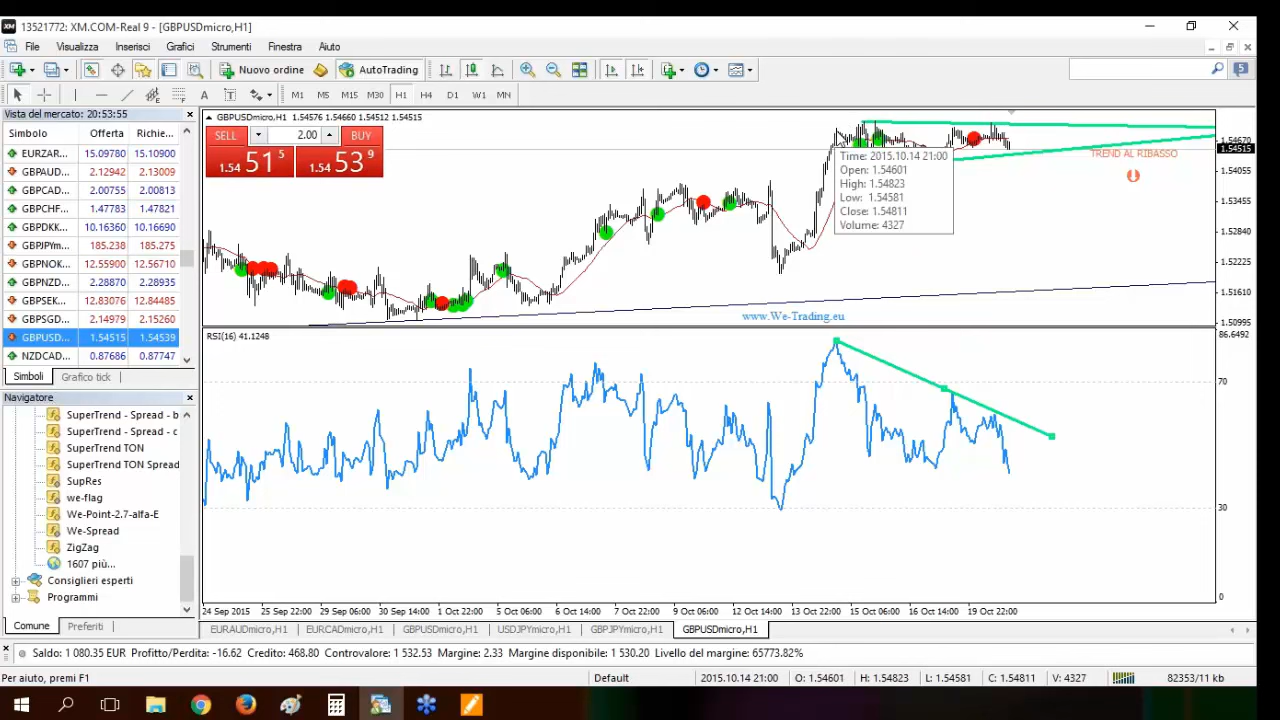 13521772: XM.COM-Real 9 - [GBPUSDmicro,H1]
File Visualizza Inserisci Grafici Strumenti Finestra Aiuto
Nuovo ordine AutoTrading 5
A T M1 M5 M15 M30 H1 H4 D1 W1 MN
Vista del mercato: 20:53:55
Simbolo Offerta Richie...
EURZAR... 15.09780 15.10900
GBPAUD... 2.12942 2.13009
GBPCAD... 2.00755 2.00813
GBPCHF... 1.47783 1.47821
GBPDKK... 10.16360 10.16690
GBPJPYm... 185.238 185.275
GBPNOK... 12.55900 12.56710
GBPNZD... 2.28870 2.28935
GBPSEK... 12.83076 12.84485
GBPSGD... 2.14979 2.15260
GBPUSD... 1.54515 1.54539
NZDCAD... 0.87686 0.87747
Simboli Grafico tick
Navigatore
SuperTrend - Spread - b
SuperTrend - Spread - c
SuperTrend TON
SuperTrend TON Spread
SupRes
we-flag
We-Point-2.7-alfa-E
We-Spread
ZigZag
1607 più...
Consiglieri esperti
Programmi
Comune Preferiti
GBPUSDmicro,H1 1.54576 1.54660 1.54512 1.54515
SELL 2.00 BUY
1.54 51 5 1.54 53 9
Time: 2015.10.14 21:00
Open: 1.54601
High: 1.54823
Low: 1.54581
Close: 1.54811
Volume: 4327
TREND AL RIBASSO
www.We-Trading.eu
1.54670
1.54515
1.54055
1.53455
1.52840
1.52225
1.51610
1.50995
RSI(16) 41.1248
86.6492
70
30
0
24 Sep 2015 25 Sep 22:00 29 Sep 06:00 30 Sep 14:00 1 Oct 22:00 5 Oct 06:00 6 Oct 14:00 7 Oct 22:00 9 Oct 06:00 12 Oct 14:00 13 Oct 22:00 15 Oct 06:00 16 Oct 14:00 19 Oct 22:00
EURAUDmicro,H1 EURCADmicro,H1 GBPUSDmicro,H1 USDJPYmicro,H1 GBPJPYmicro,H1 GBPUSDmicro,H1
Saldo: 1 080.35 EUR Profitto/Perdita: -16.62 Credito: 468.80 Controvalore: 1 532.53 Margine: 2.33 Margine disponibile: 1 530.20 Livello del margine: 65773.82%
Per aiuto, premi F1 Default 2015.10.14 21:00 O: 1.54601 H: 1.54823 L: 1.54581 C: 1.54811 V: 4327 82353/11 kb